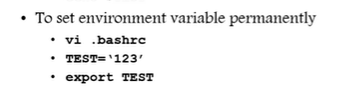 • To set environment variable permanently
• vi .bashrc
• TEST=‘123’
• export TEST